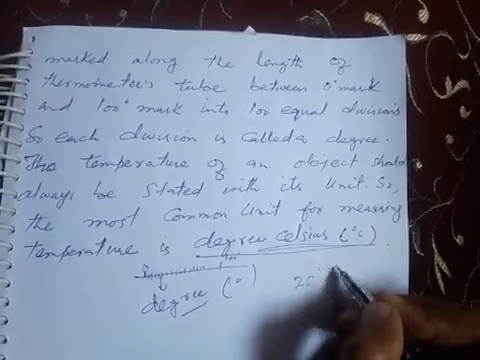 marked along the length of
thermometer's tube between 0° mark
and 100° mark into 100 equal divisions
So each division is called a degree.
The temperature of an object should
always be stated with its Unit. So,
the most Common Unit for measuring
temperature is degree Celsius (°C)
degree (°)
20°